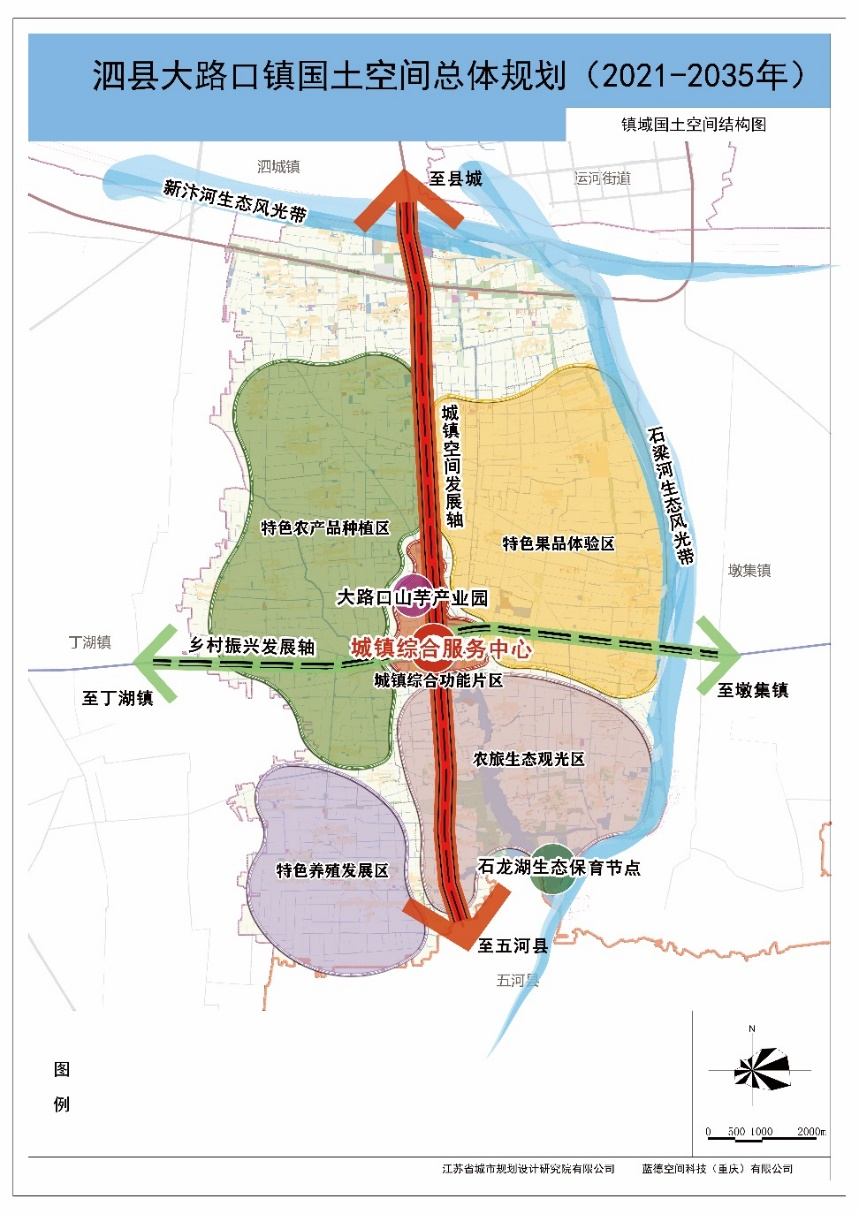 泗县大路口镇国土空间总体规划（2021-2035年）
镇域国土空间结构图
泗城镇
至县城
运河街道
新汴河生态风光带
城镇空间发展轴
石梁河生态风光带
特色农产品种植区
特色果品体验区
墩集镇
大路口山芋产业园
丁湖镇
乡村振兴发展轴
城镇综合服务中心
城镇综合功能片区
至丁湖镇
至墩集镇
农旅生态观光区
特色养殖发展区
石龙湖生态保育节点
至五河县
五河县
图
例
N
0 500 1000 2000m
江苏省城市规划设计研究院有限公司 蓝德空间科技（重庆）有限公司